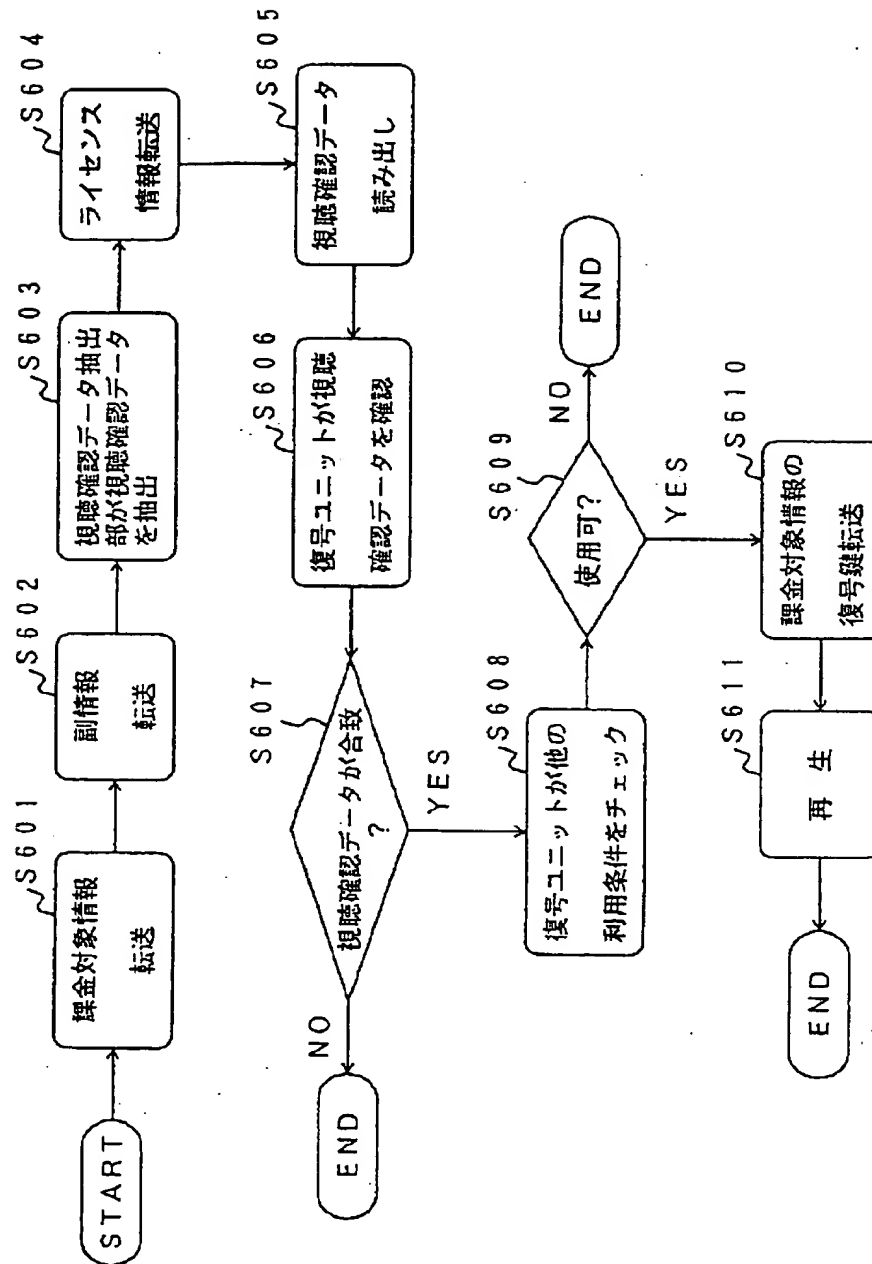 START
S601
課金対象情報
転送
S602
副情報
転送
S603
視聴確認データ抽出
部が視聴確認データ
を抽出
S604
ライセンス
情報転送
S605
視聴確認データ
読み出し
S606
復号ユニットが視聴
確認データを確認
S607
視聴確認データが合致
?
NO
END
YES
S608
復号ユニットが他の
利用条件をチェック
S609
使用可?
NO
END
YES
S610
課金対象情報の
復号鍵転送
S611
再 生
END